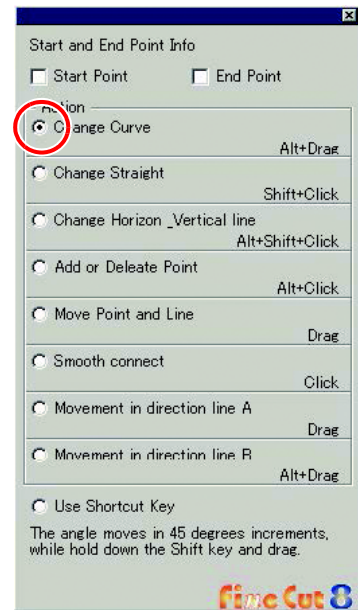 Start and End Point Info
Start Point End Point
Action
Change Curve
Alt+Drag
Change Straight
Shift+Click
Change Horizon _Vertical line
Alt+Shift+Click
Add or Deleate Point
Alt+Click
Move Point and Line
Drag
Smooth connect
Click
Movement in direction line A
Drag
Movement in direction line B
Alt+Drag
Use Shortcut Key
The angle moves in 45 degrees increments,
while hold down the Shift key and drag.
Fine Cut 8